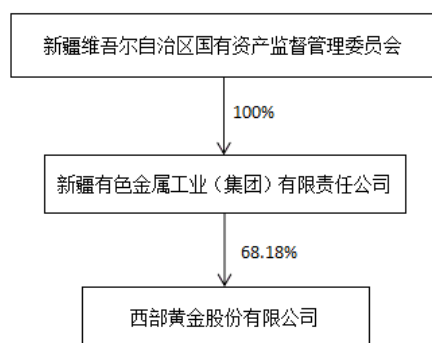 新疆维吾尔自治区国有资产监督管理委员会
100%
新疆有色金属工业（集团）有限责任公司
68.18%
西部黄金股份有限公司